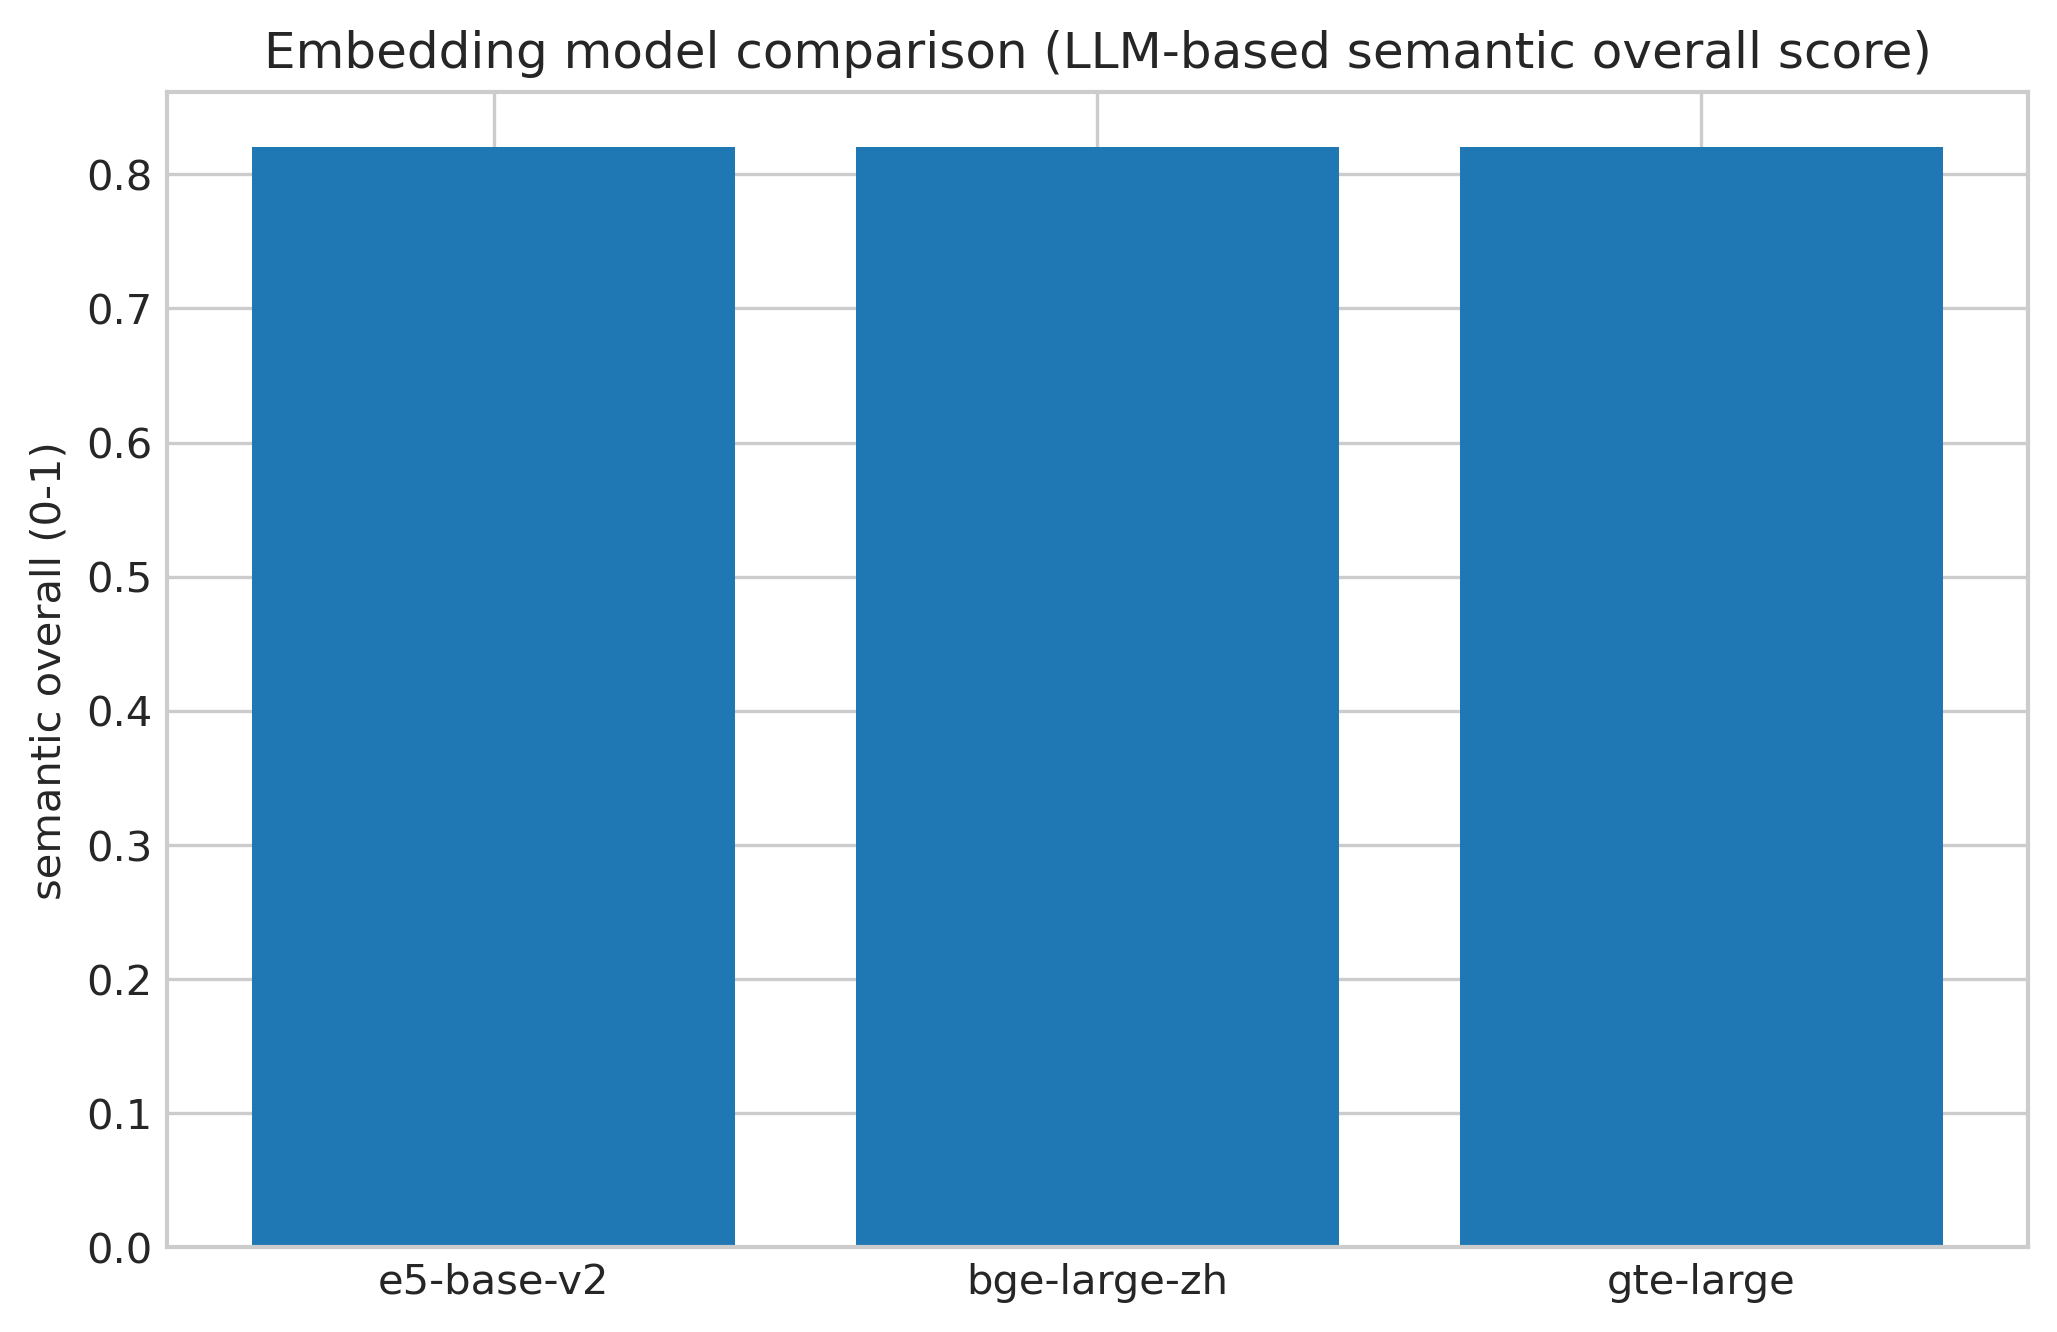 Embedding model comparison (LLM-based semantic overall score)
semantic overall (0-1)
0.8
0.7
0.6
0.5
0.4
0.3
0.2
0.1
0.0
e5-base-v2
bge-large-zh
gte-large